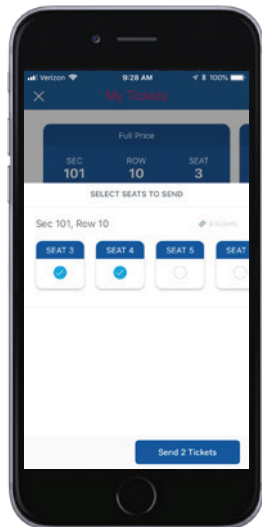 Verizon 9:28 AM 100%
My Tickets
Full Price
SEC ROW SEAT
101 10 3
SELECT SEATS TO SEND
Sec 101, Row 10 tickets
SEAT 3 SEAT 4 SEAT 5 SEAT
Send 2 Tickets